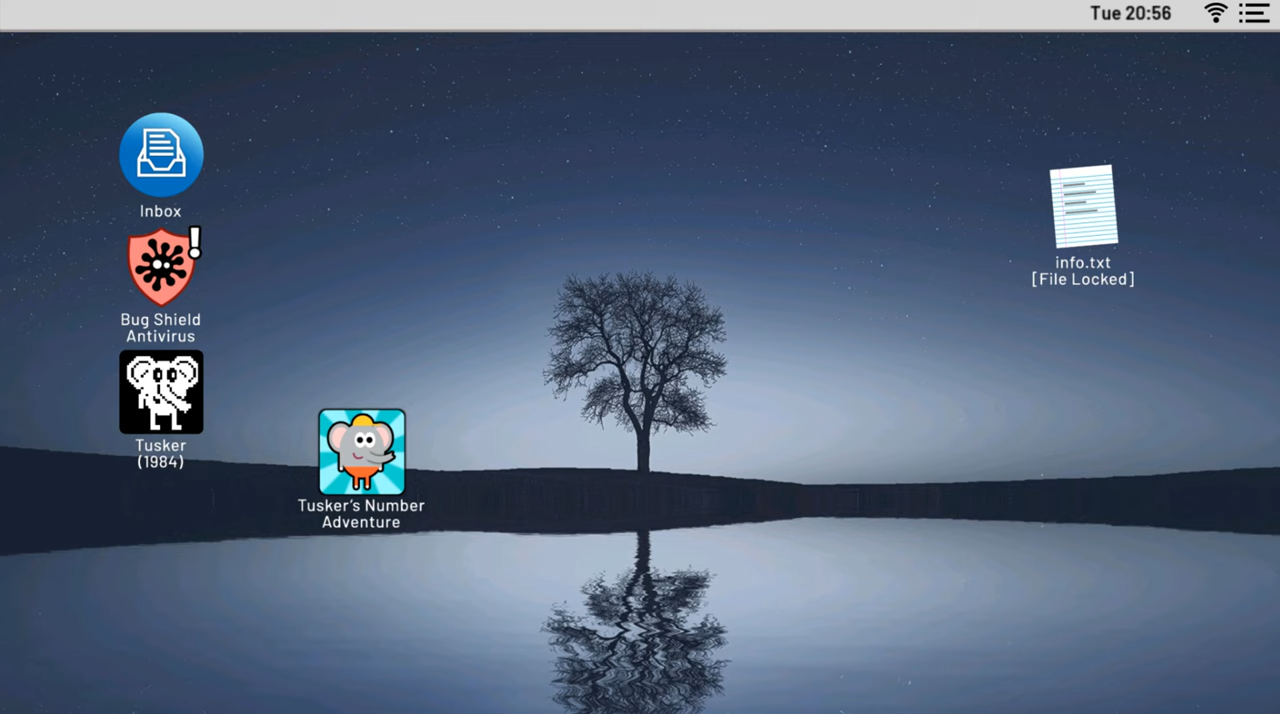 Tue 20:56
Inbox
Bug Shield
Antivirus
Tusker
(1984)
Tusker's Number
Adventure
info.txt
[File Locked]